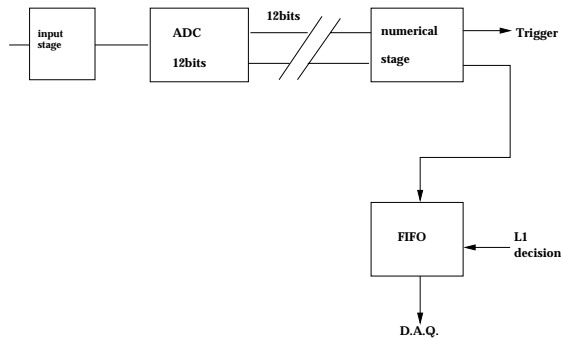 input
stage
ADC
12bits
12bits
numerical
stage
Trigger
FIFO
L1
decision
D.A.Q.